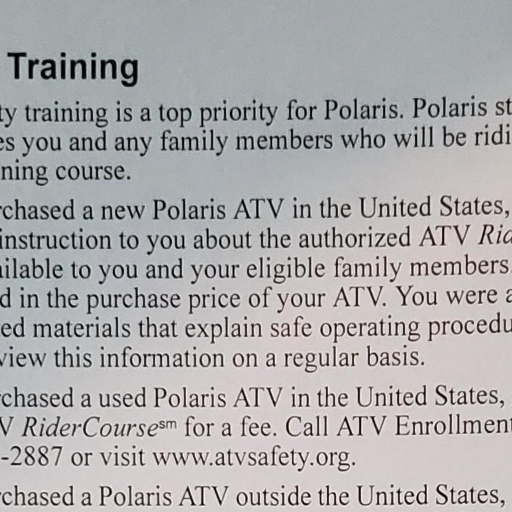 Training
ty training is a top priority for Polaris. Polaris st
es you and any family members who will be ridi
ning course.
rchased a new Polaris ATV in the United States,
instruction to you about the authorized ATV Rid
ailable to you and your eligible family members.
d in the purchase price of your ATV. You were a
ed materials that explain safe operating procedu
view this information on a regular basis.
rchased a used Polaris ATV in the United States,
V RiderCourse℠ for a fee. Call ATV Enrollment
-2887 or visit www.atvsafety.org.
rchased a Polaris ATV outside the United States,